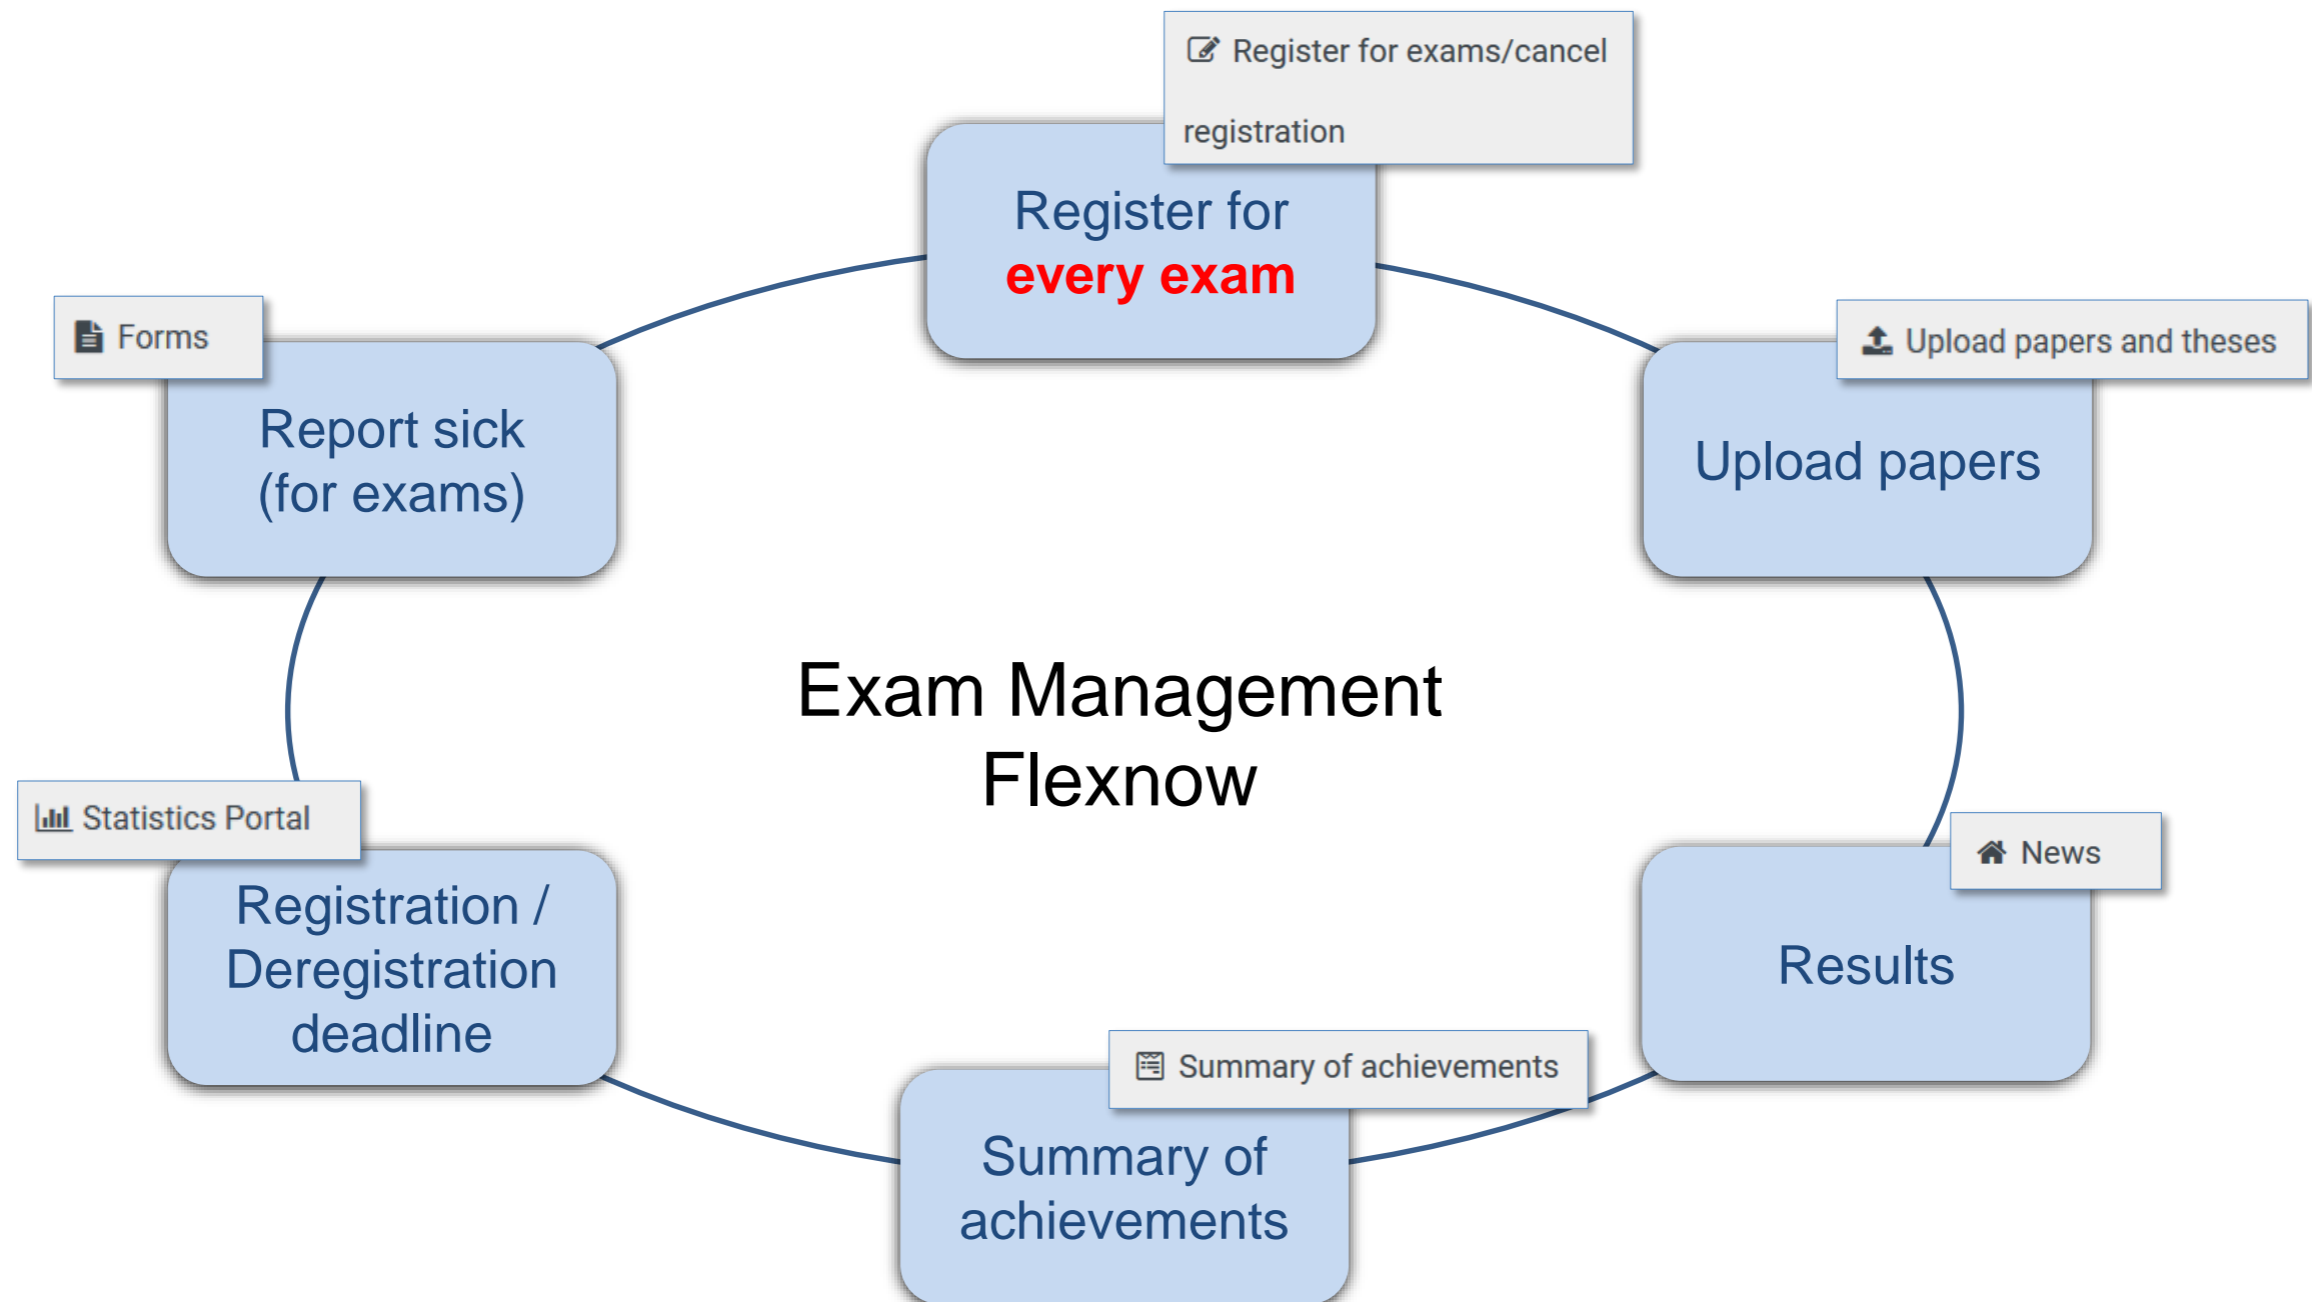 Register for exams/cancel
registration
Register for
every exam
Forms
Report sick
(for exams)
Upload papers and theses
Upload papers
Exam Management
Flexnow
Statistics Portal
Registration /
Deregistration
deadline
News
Results
Summary of achievements
Summary of
achievements